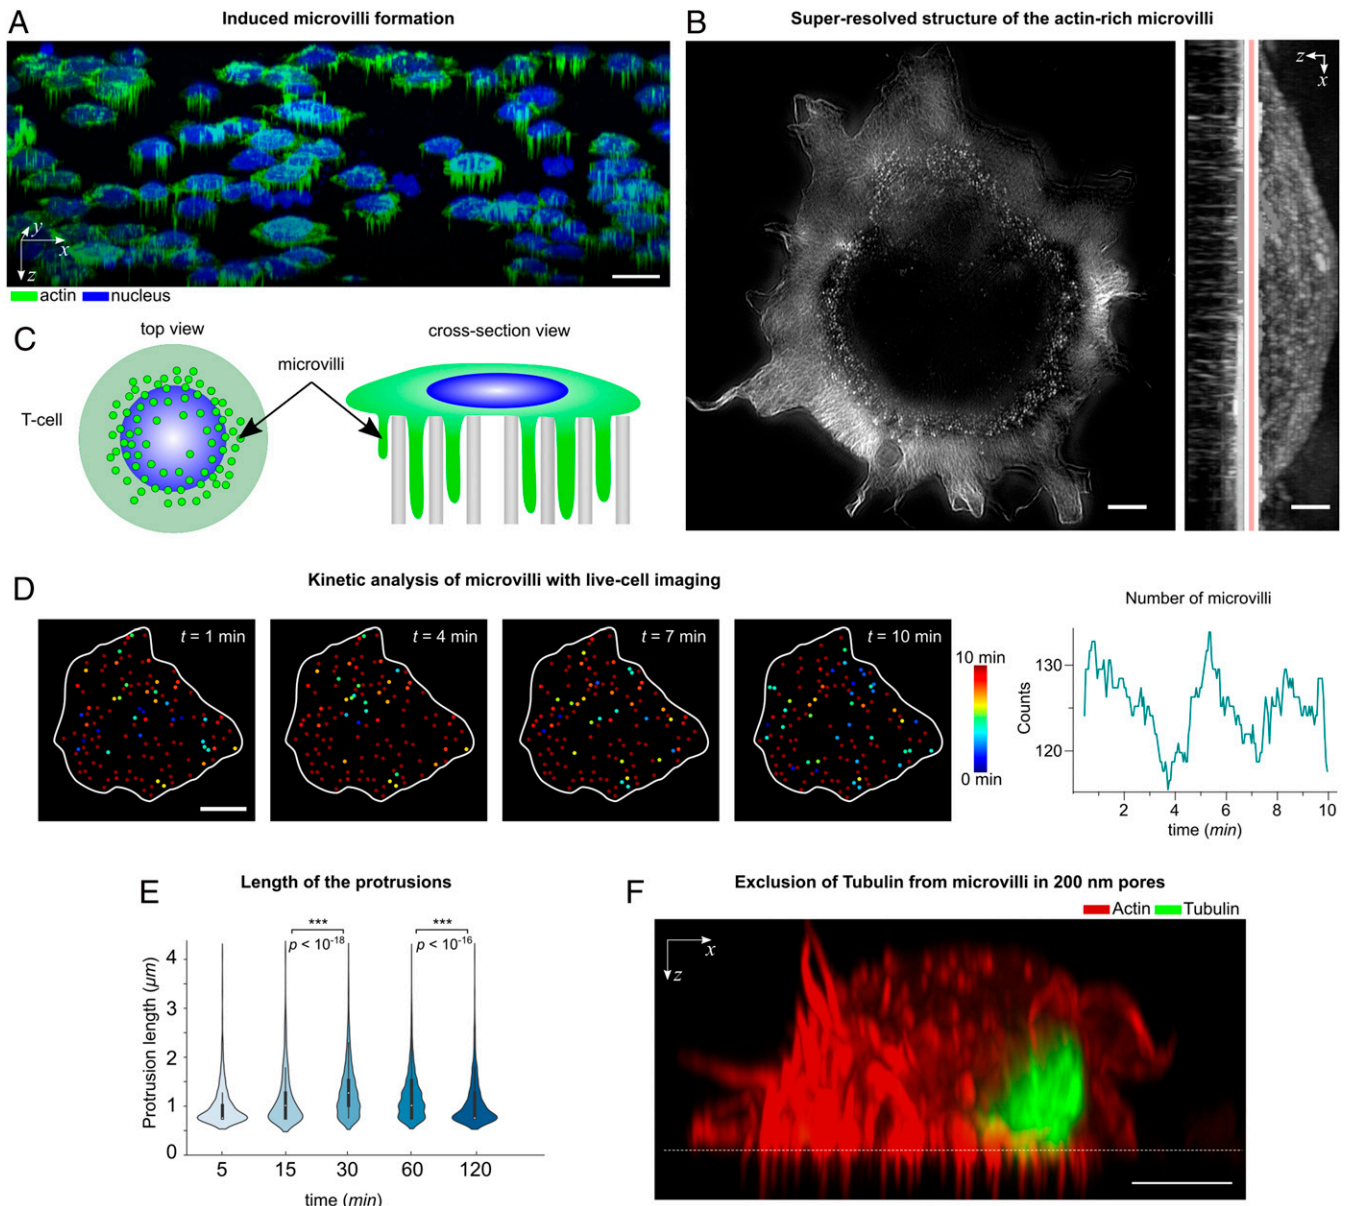 A
Induced microvilli formation
y
x
z
actin
nucleus
B
Super-resolved structure of the actin-rich microvilli
z
x
C
top view
cross-section view
microvilli
T-cell
D
Kinetic analysis of microvilli with live-cell imaging
t = 1 min
t = 4 min
t = 7 min
t = 10 min
10 min
0 min
Number of microvilli
Counts
130
120
2
4
6
8
10
time (min)
E
Length of the protrusions
***
***
p < 10-18
p < 10-16
Protrusion length (µm)
4
3
2
1
0
5
15
30
60
120
time (min)
F
Exclusion of Tubulin from microvilli in 200 nm pores
Actin
Tubulin
x
z